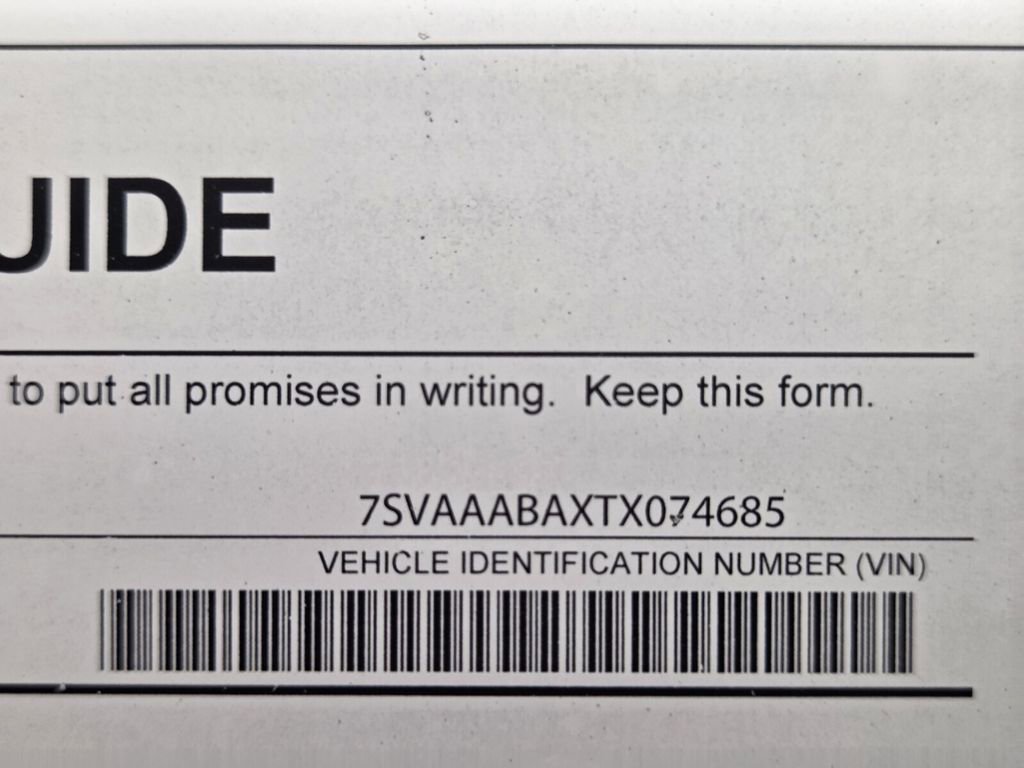 UIDE
to put all promises in writing. Keep this form.
7SVAAABAXTX074685
VEHICLE IDENTIFICATION NUMBER (VIN)